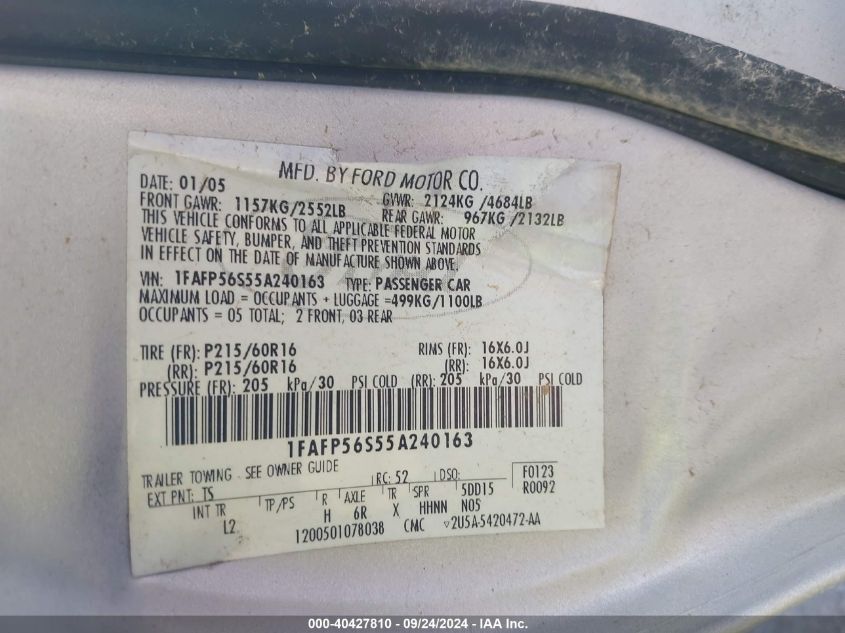 MFD. BY FORD MOTOR CO.
DATE: 01/05 GVWR: 2124KG /4684LB
FRONT GAWR: 1157KG/2552LB REAR GAWR: 967KG /2132LB
THIS VEHICLE CONFORMS TO ALL APPLICABLE FEDERAL MOTOR
VEHICLE SAFETY, BUMPER, AND THEFT PREVENTION STANDARDS
IN EFFECT ON THE DATE OF MANUFACTURE SHOWN ABOVE.
VIN: 1FAFP56S55A240163 TYPE: PASSENGER CAR
MAXIMUM LOAD = OCCUPANTS + LUGGAGE =499KG/1100LB
OCCUPANTS = 05 TOTAL; 2 FRONT, 03 REAR
TIRE (FR): P215/60R16 RIMS (FR): 16X6.0J
(RR): P215/60R16 (RR): 16X6.0J
PRESSURE (FR): 205 kPa/30 PSI COLD (RR): 205 kPa/30 PSI COLD
1FAFP56S55A240163
TRAILER TOWING - SEE OWNER GUIDE
EXT PNT: TS RC: 52 DSO: F0123
INT TR TP/PS R AXLE TR SPR 5DD15 R0092
L2 H 6R X HHNN N05
1200501078038 CMC ▽2U5A-5420472-AA
000-40427810 - 09/24/2024 - IAA Inc.